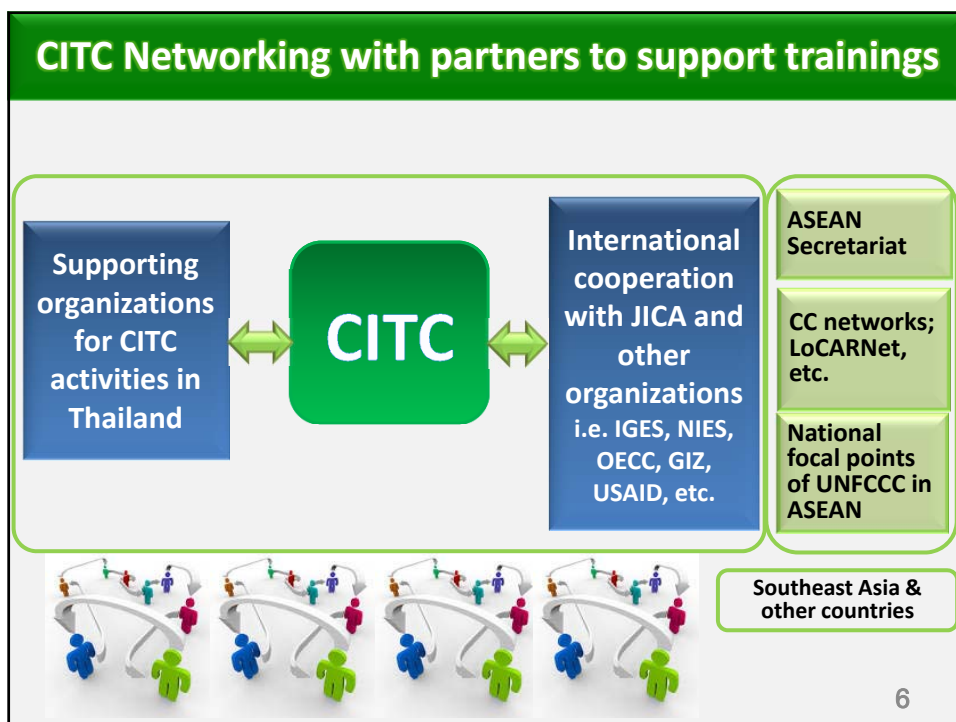 CITC Networking with partners to support trainings
Supporting
organizations
for CITC
activities in
Thailand
CITC
International
cooperation
with JICA and
other
organizations
i.e. IGES, NIES,
OECC, GIZ,
USAID, etc.
ASEAN
Secretariat
CC networks;
LoCARNet,
etc.
National
focal points
of UNFCCC in
ASEAN
Southeast Asia &
other countries
6